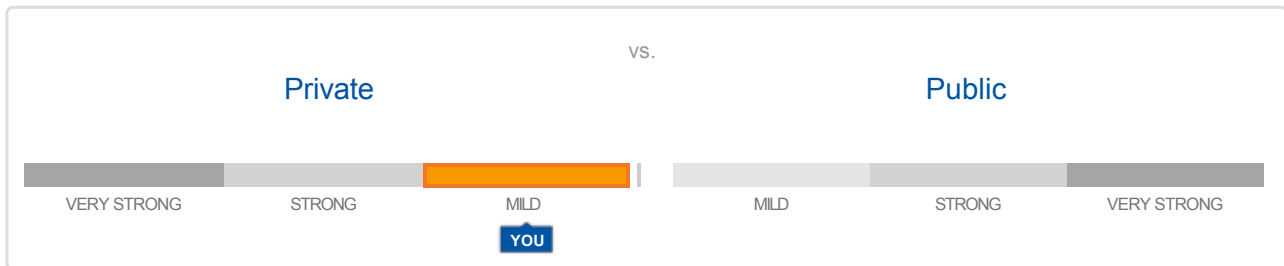 vs.
Private Public
VERY STRONG STRONG MILD MILD STRONG VERY STRONG
YOU